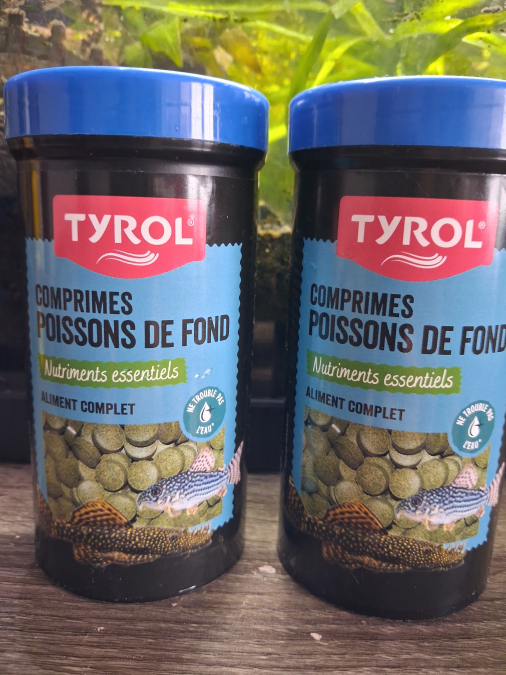 TYROL®
COMPRIMES
POISSONS DE FOND
Nutriments essentiels
ALIMENT COMPLET
NE TROUBLE PAS
L'EAU*
TYROL®
COMPRIMES
POISSONS DE FOND
Nutriments essentiels
ALIMENT COMPLET
NE TROUBLE PAS
L'EAU*